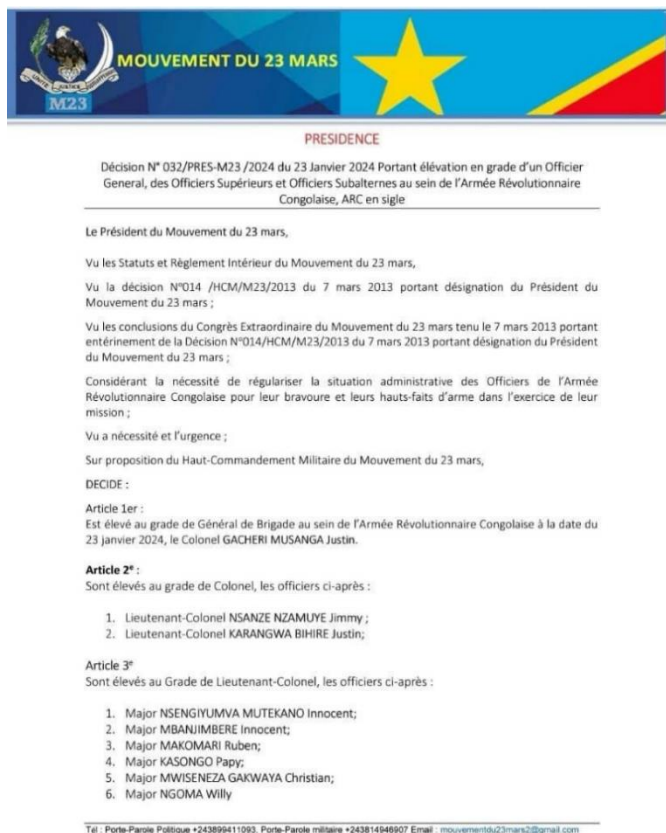 MOUVEMENT DU 23 MARS
UNITE JUSTICE
M23
PRESIDENCE
Décision N° 032/PRES-M23 /2024 du 23 Janvier 2024 Portant élévation en grade d'un Officier
General, des Officiers Supérieurs et Officiers Subalternes au sein de l'Armée Révolutionnaire
Congolaise, ARC en sigle
Le Président du Mouvement du 23 mars,
Vu les Statuts et Règlement Intérieur du Mouvement du 23 mars,
Vu la décision N°014 /HCM/M23/2013 du 7 mars 2013 portant désignation du Président du
Mouvement du 23 mars ;
Vu les conclusions du Congrès Extraordinaire du Mouvement du 23 mars tenu le 7 mars 2013 portant
entérinement de la Décision N°014/HCM/M23/2013 du 7 mars 2013 portant désignation du Président
du Mouvement du 23 mars ;
Considérant la nécessité de régulariser la situation administrative des Officiers de l'Armée
Révolutionnaire Congolaise pour leur bravoure et leurs hauts-faits d'arme dans l'exercice de leur
mission ;
Vu a nécessité et l'urgence ;
Sur proposition du Haut-Commandement Militaire du Mouvement du 23 mars,
DECIDE :
Article 1er :
Est élevé au grade de Général de Brigade au sein de l'Armée Révolutionnaire Congolaise à la date du
23 janvier 2024, le Colonel GACHERI MUSANGA Justin.
Article 2e :
Sont élevés au grade de Colonel, les officiers ci-après :
1. Lieutenant-Colonel NSANZE NZAMUYE Jimmy ;
2. Lieutenant-Colonel KARANGWA BIHIRE Justin;
Article 3e
Sont élevés au Grade de Lieutenant-Colonel, les officiers ci-après :
1. Major NSENGIYUMVA MUTEKANO Innocent;
2. Major MBANJIMBERE Innocent;
3. Major MAKOMARI Ruben;
4. Major KASONGO Papy;
5. Major MWISENEZA GAKWAYA Christian;
6. Major NGOMA Willy
Tel : Porte-Parole Politique +243899411093, Porte-Parole militaire +243814946907 Email : mouvementdu23mars2@gmail.com